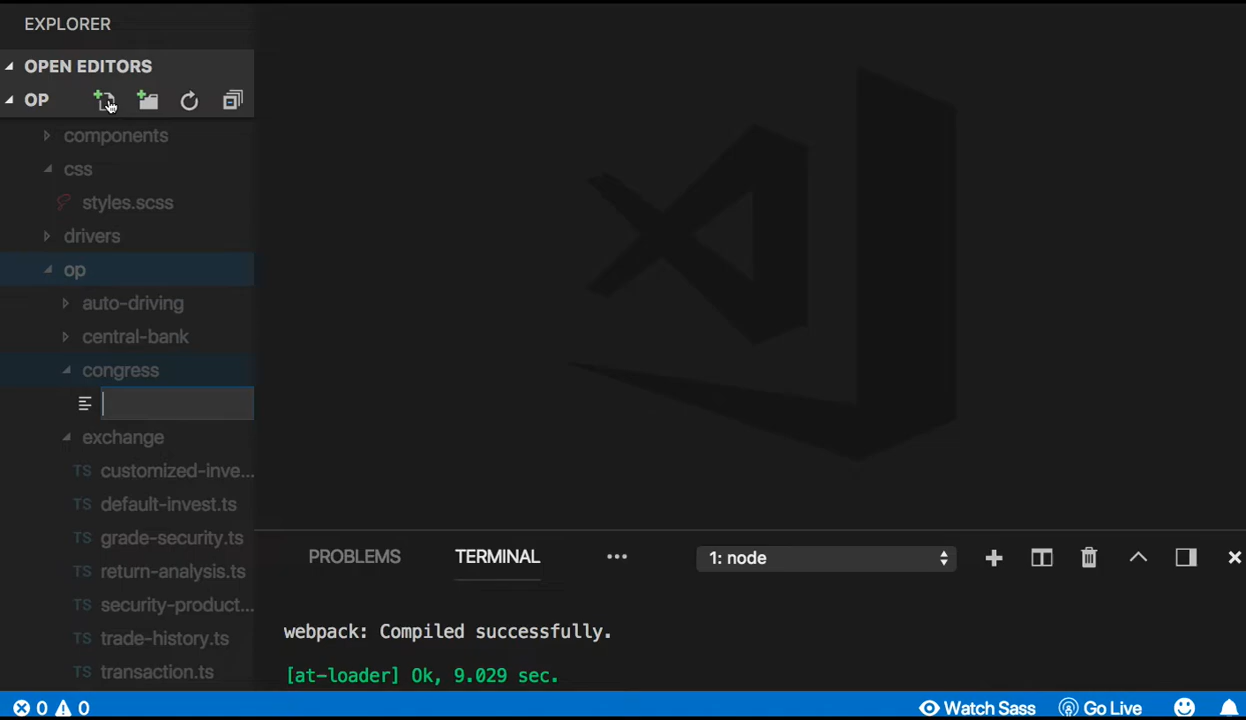 EXPLORER
OPEN EDITORS
OP
components
css
styles.scss
drivers
op
auto-driving
central-bank
congress
exchange
TS customized-inve...
TS default-invest.ts
TS grade-security.ts
TS return-analysis.ts
TS security-product...
TS trade-history.ts
TS transaction.ts
PROBLEMS TERMINAL ••• 1: node
webpack: Compiled successfully.
[at-loader] Ok, 9.029 sec.
0 0 Watch Sass Go Live